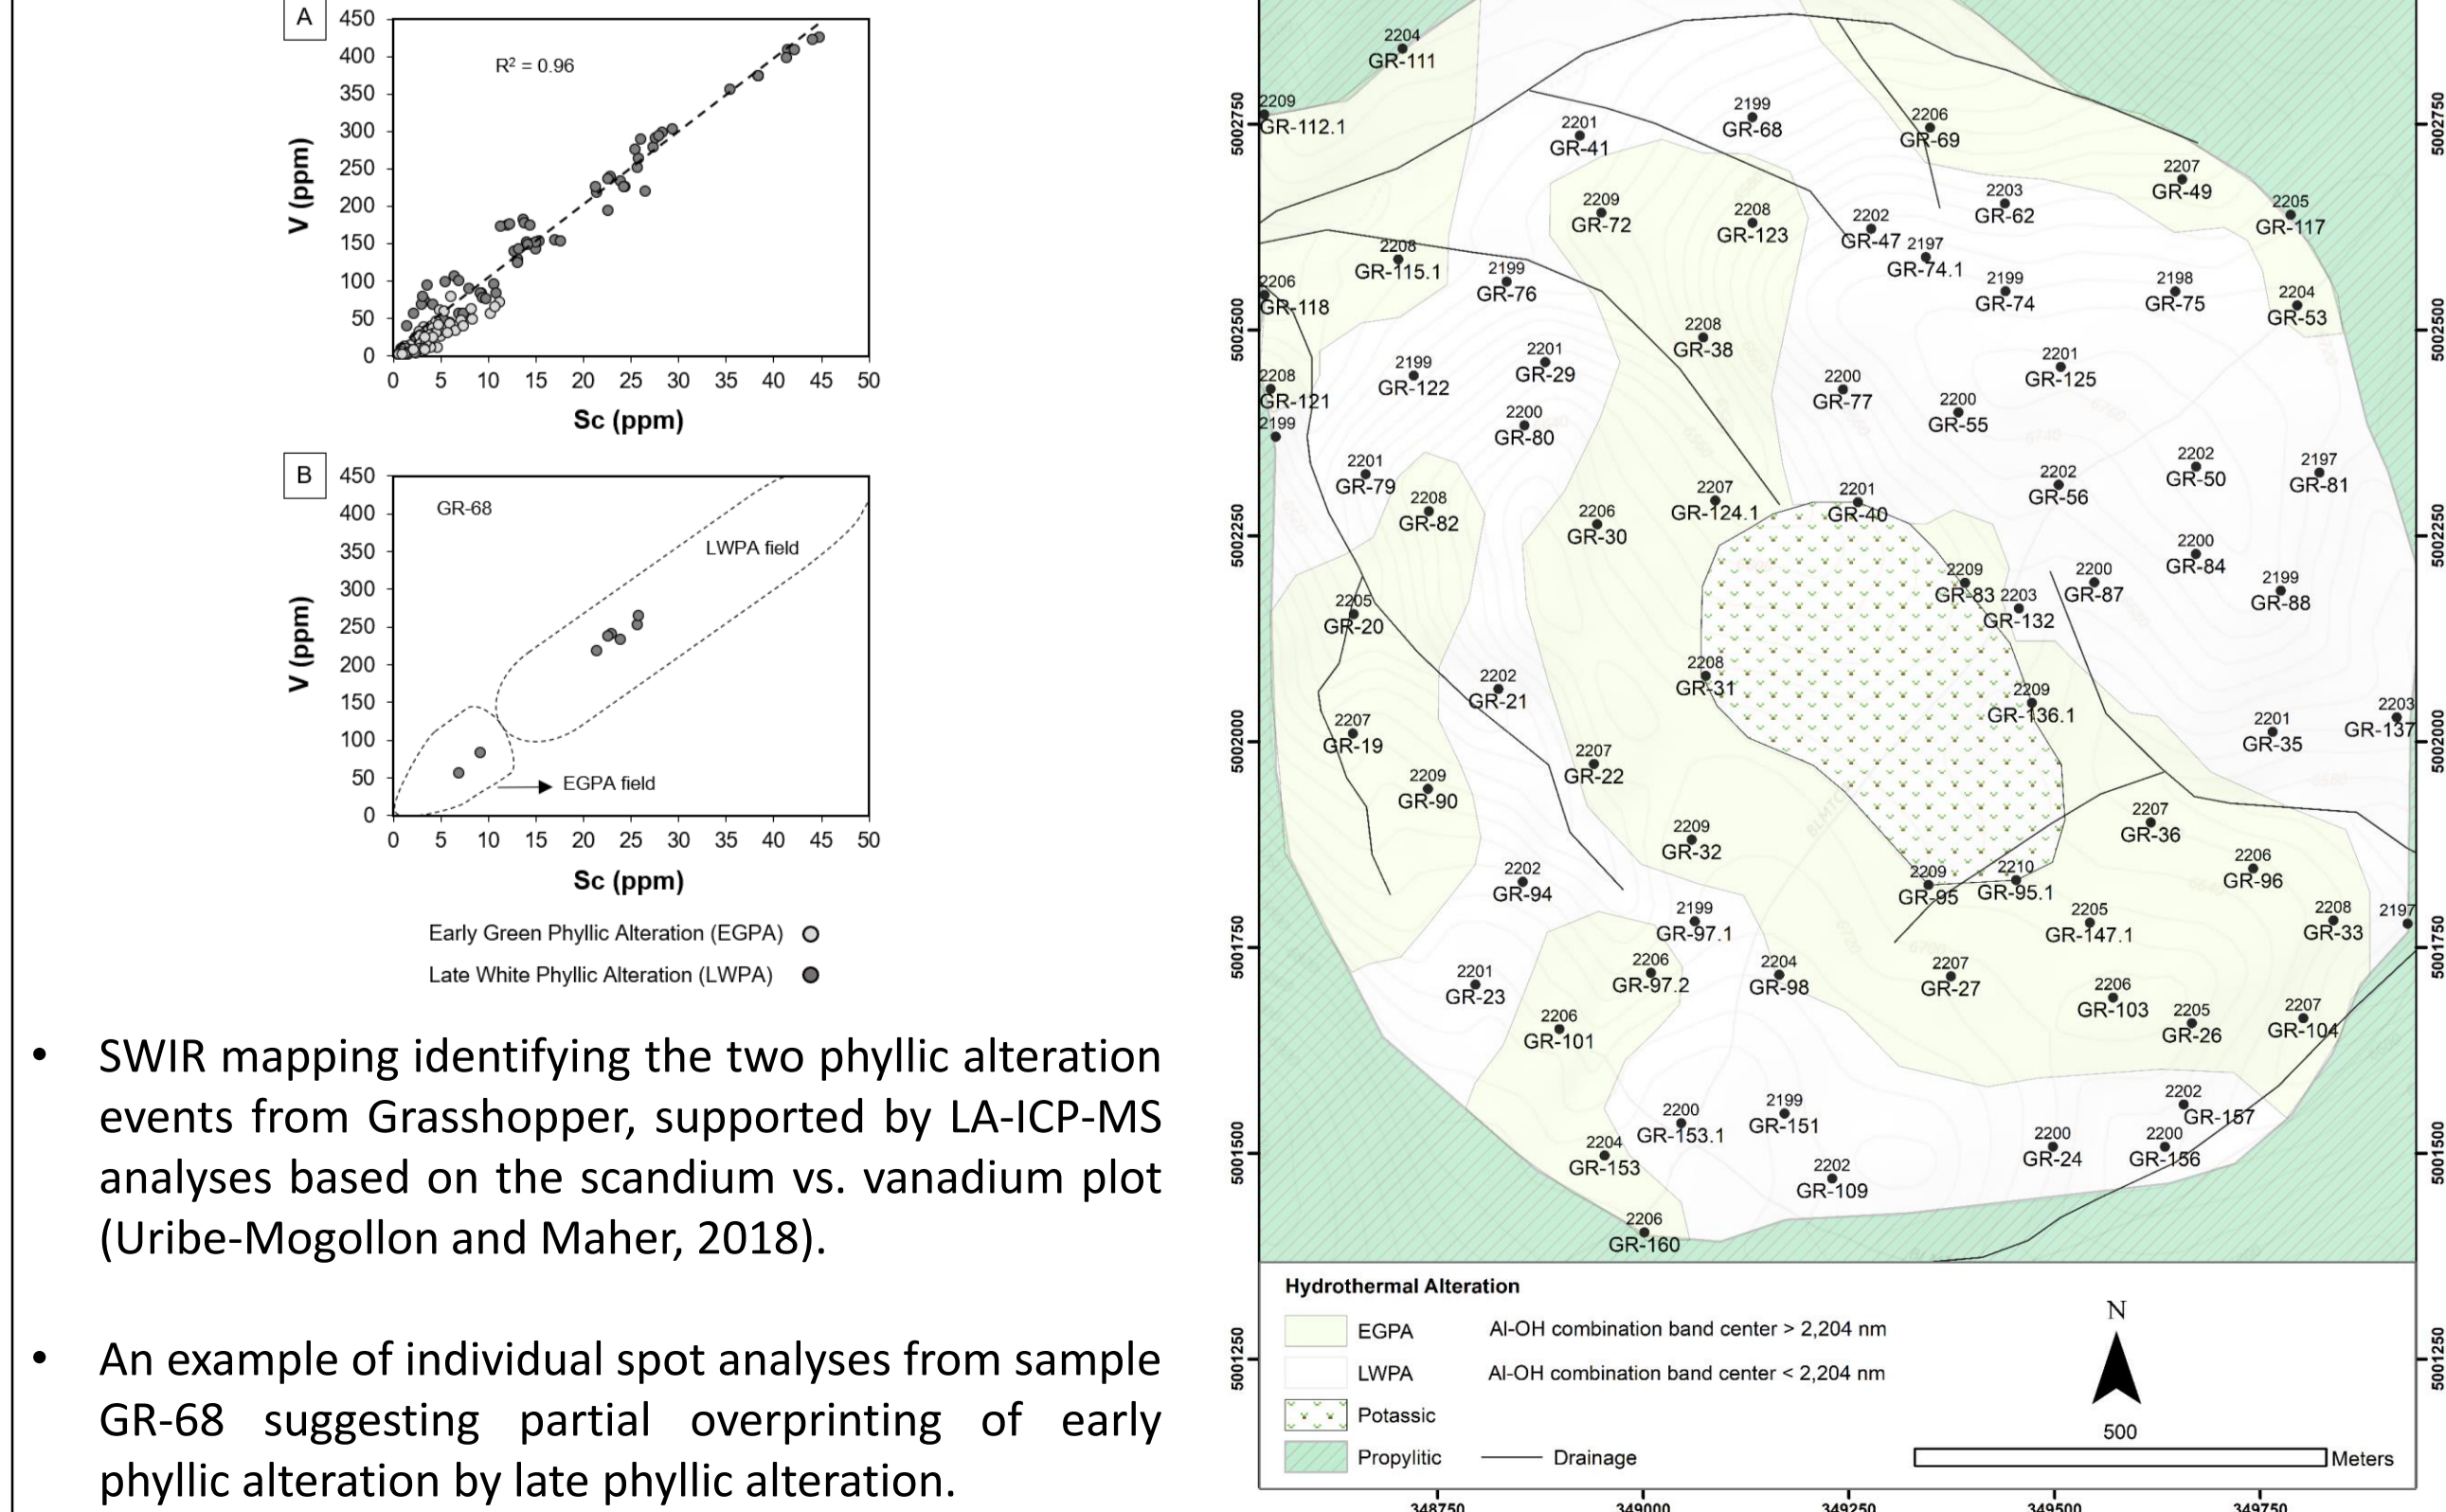 A
450
400
350
300
250
200
150
100
50
0
R² = 0.96
V (ppm)
0 5 10 15 20 25 30 35 40 45 50
Sc (ppm)
B
450
400
350
300
250
200
150
100
50
0
GR-68
LWPA field
EGPA field
V (ppm)
0 5 10 15 20 25 30 35 40 45 50
Sc (ppm)
Early Green Phyllic Alteration (EGPA)
Late White Phyllic Alteration (LWPA)
• SWIR mapping identifying the two phyllic alteration
events from Grasshopper, supported by LA-ICP-MS
analyses based on the scandium vs. vanadium plot
(Uribe-Mogollon and Maher, 2018).
• An example of individual spot analyses from sample
GR-68 suggesting partial overprinting of early
phyllic alteration by late phyllic alteration.
5002750
5002500
5002250
5002000
5001750
5001500
5001250
2204
GR-111
2209
GR-112.1
2201
GR-41
2199
GR-68
2206
GR-69
2207
GR-49
2205
GR-117
2209
GR-72
2208
GR-123
2202
GR-47
2203
GR-62
2197
GR-74.1
2208
GR-115.1
2199
GR-76
2199
GR-74
2198
GR-75
2204
GR-53
2206
GR-118
2208
GR-38
2208
GR-121
2199
2199
GR-122
2201
GR-29
2200
GR-80
2200
GR-77
2200
GR-55
2201
GR-125
2201
GR-79
2208
GR-82
2206
GR-30
2207
GR-124.1
2201
GR-40
2202
GR-56
2202
GR-50
2197
GR-81
2200
GR-84
2209
GR-83
2203
GR-132
2200
GR-87
2199
GR-88
2205
GR-20
2202
GR-21
2208
GR-31
2209
GR-136.1
2201
GR-35
2203
GR-137
2207
GR-19
2209
GR-90
2207
GR-22
2209
GR-32
2207
GR-36
2206
GR-96
2202
GR-94
2199
GR-97.1
2209
GR-95
2210
GR-95.1
2205
GR-147.1
2208
GR-33
2197
2201
GR-23
2206
GR-97.2
2204
GR-98
2207
GR-27
2206
GR-103
2205
GR-26
2207
GR-104
2206
GR-101
2200
GR-153.1
2199
GR-151
2202
GR-157
2204
GR-153
2202
GR-109
2200
GR-24
2200
GR-156
2206
GR-160
5002750
5002500
5002250
5002000
5001750
5001500
5001250
Hydrothermal Alteration
EGPA Al-OH combination band center > 2,204 nm
LWPA Al-OH combination band center < 2,204 nm
Potassic
Propylitic
Drainage
N
500
Meters
348750 349000 349250 349500 349750